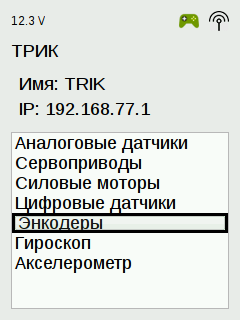 12.3 V
ТРИК
Имя: TRIK
IP: 192.168.77.1
Аналоговые датчики
Сервоприводы
Силовые моторы
Цифровые датчики
Энкодеры
Гироскоп
Акселерометр